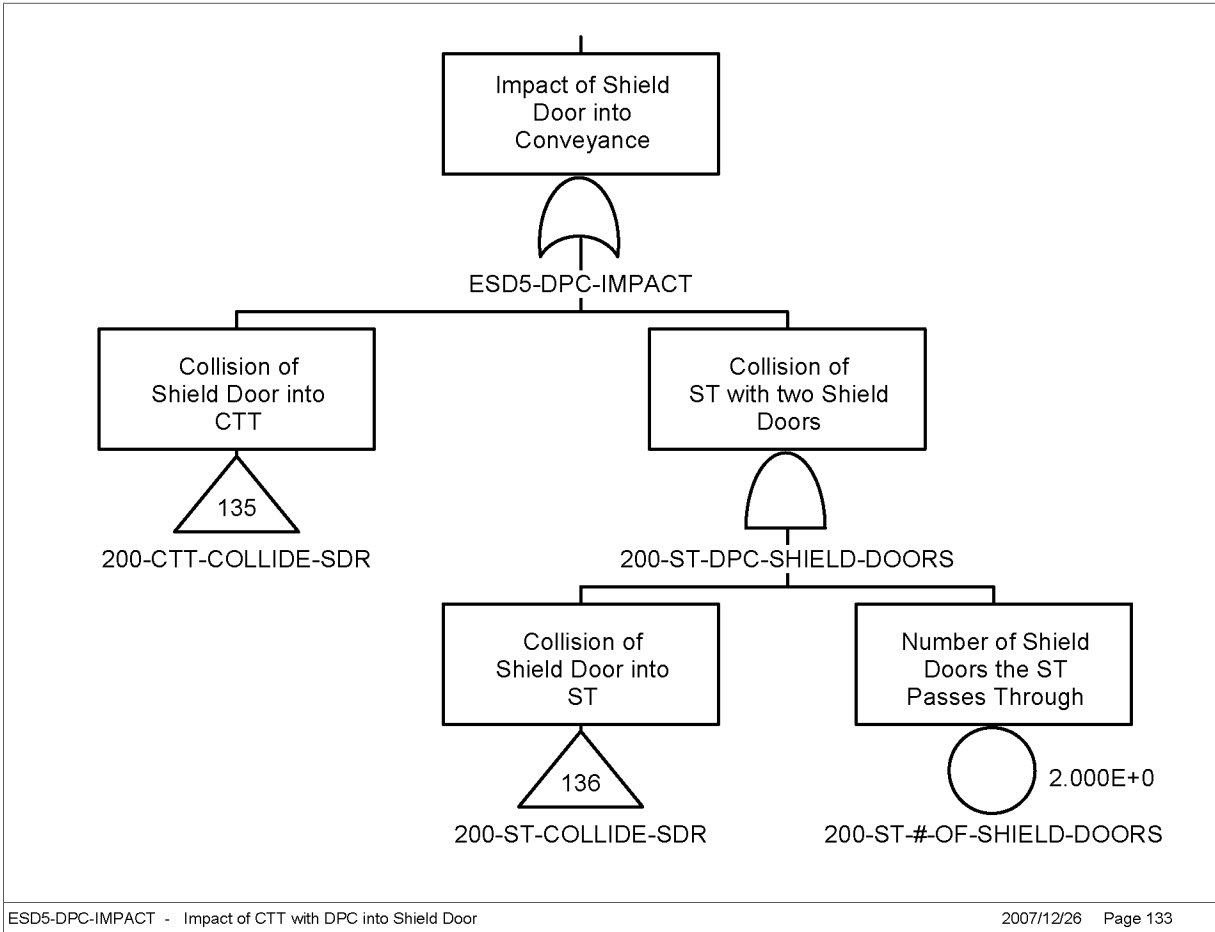 Impact of Shield
Door into
Conveyance
ESD5-DPC-IMPACT
Collision of
Shield Door into
CTT
135
200-CTT-COLLIDE-SDR
Collision of
ST with two Shield
Doors
200-ST-DPC-SHIELD-DOORS
Collision of
Shield Door into
ST
136
200-ST-COLLIDE-SDR
Number of Shield
Doors the ST
Passes Through
2.000E+0
200-ST-#-OF-SHIELD-DOORS
ESD5-DPC-IMPACT - Impact of CTT with DPC into Shield Door
2007/12/26 Page 133